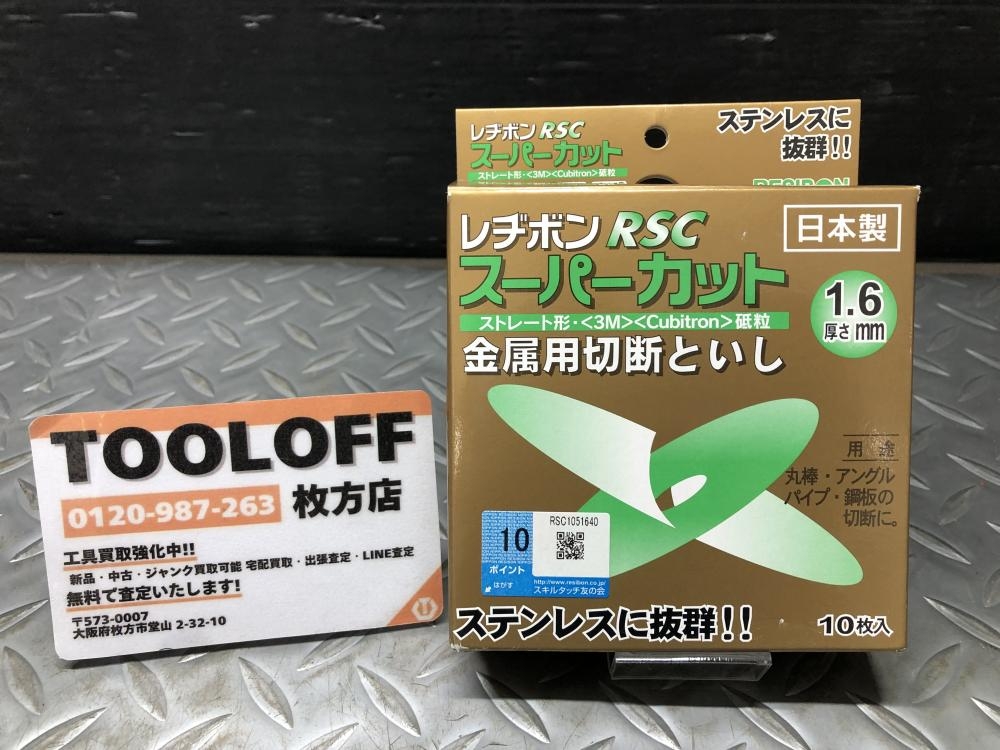 TOOLOFF
0120-987-263 枚方店
工具買取強化中!!
新品・中古・ジャンク買取可能 宅配買取・出張査定・LINE査定
無料で査定いたします!
〒573-0007
大阪府枚方市堂山 2-32-10
レヂボン RSC
スーパーカット
ストレート形・<3M><Cubitron>砥粒
ステンレスに
抜群!!
RESIBON
レヂボン RSC
スーパーカット
ストレート形・<3M><Cubitron>砥粒
金属用切断といし
日本製
1.6
厚さ mm
用途
丸棒・アングル
パイプ・鋼板の
切断に。
10
ポイント
はがす
RSC1051640
http://www.resibon.co.jp/
スキルタッチ友の会
ステンレスに抜群!!
10枚入